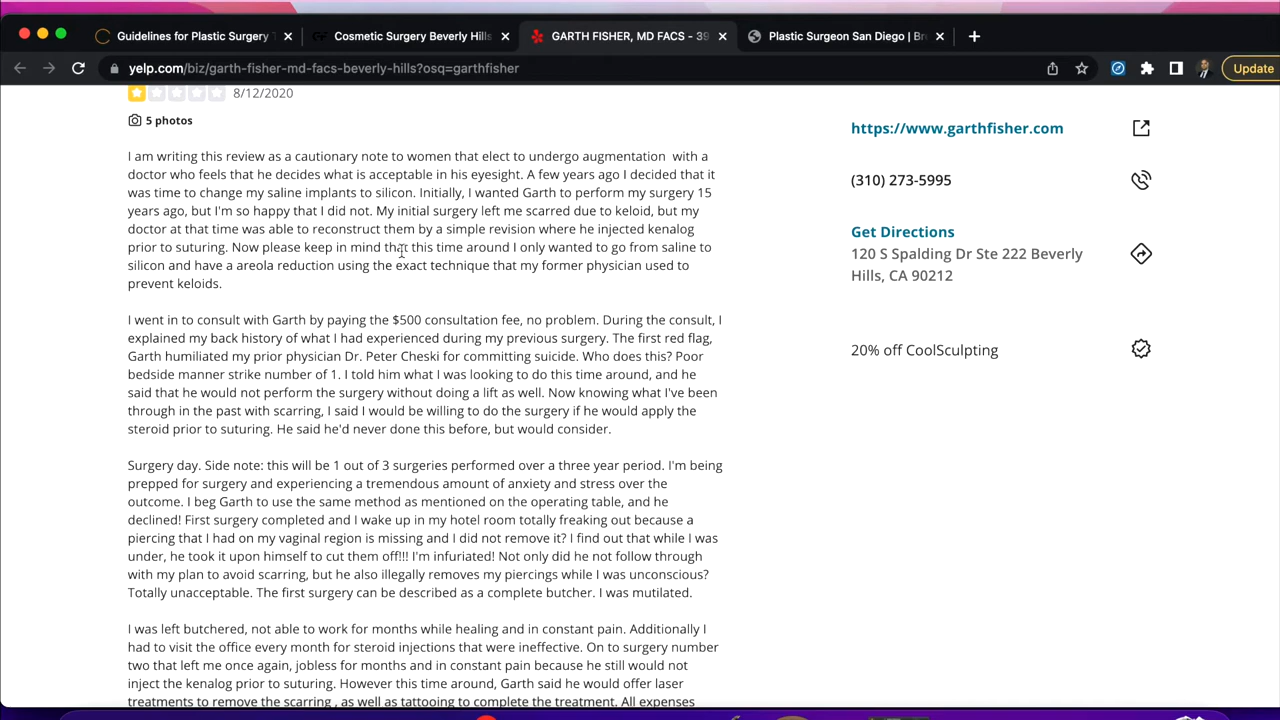 Guidelines for Plastic Surgery
Cosmetic Surgery Beverly Hills
GARTH FISHER, MD FACS - 39
Plastic Surgeon San Diego | Br
yelp.com/biz/garth-fisher-md-facs-beverly-hills?osq=garthfisher
Update
8/12/2020
5 photos
I am writing this review as a cautionary note to women that elect to undergo augmentation with a
doctor who feels that he decides what is acceptable in his eyesight. A few years ago I decided that it
was time to change my saline implants to silicon. Initially, I wanted Garth to perform my surgery 15
years ago, but I'm so happy that I did not. My initial surgery left me scarred due to keloid, but my
doctor at that time was able to reconstruct them by a simple revision where he injected kenalog
prior to suturing. Now please keep in mind that this time around I only wanted to go from saline to
silicon and have a areola reduction using the exact technique that my former physician used to
prevent keloids.
I went in to consult with Garth by paying the $500 consultation fee, no problem. During the consult, I
explained my back history of what I had experienced during my previous surgery. The first red flag,
Garth humiliated my prior physician Dr. Peter Cheski for committing suicide. Who does this? Poor
bedside manner strike number of 1. I told him what I was looking to do this time around, and he
said that he would not perform the surgery without doing a lift as well. Now knowing what I've been
through in the past with scarring, I said I would be willing to do the surgery if he would apply the
steroid prior to suturing. He said he'd never done this before, but would consider.
Surgery day. Side note: this will be 1 out of 3 surgeries performed over a three year period. I'm being
prepped for surgery and experiencing a tremendous amount of anxiety and stress over the
outcome. I beg Garth to use the same method as mentioned on the operating table, and he
declined! First surgery completed and I wake up in my hotel room totally freaking out because a
piercing that I had on my vaginal region is missing and I did not remove it? I find out that while I was
under, he took it upon himself to cut them off!!! I'm infuriated! Not only did he not follow through
with my plan to avoid scarring, but he also illegally removes my piercings while I was unconscious?
Totally unacceptable. The first surgery can be described as a complete butcher. I was mutilated.
I was left butchered, not able to work for months while healing and in constant pain. Additionally I
had to visit the office every month for steroid injections that were ineffective. On to surgery number
two that left me once again, jobless for months and in constant pain because he still would not
inject the kenalog prior to suturing. However this time around, Garth said he would offer laser
treatments to remove the scarring , as well as tattooing to complete the treatment. All expenses
https://www.garthfisher.com
(310) 273-5995
Get Directions
120 S Spalding Dr Ste 222 Beverly
Hills, CA 90212
20% off CoolSculpting